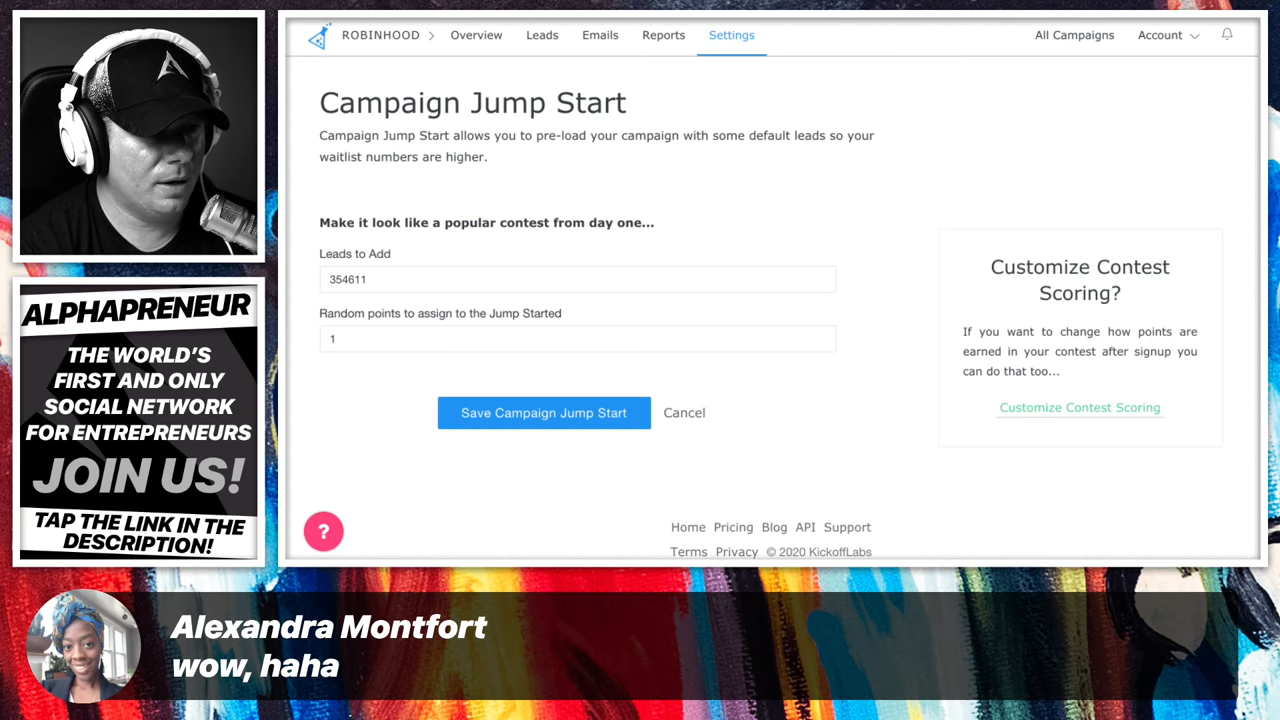 ALPHAPRENEUR
THE WORLD'S
FIRST AND ONLY
SOCIAL NETWORK
FOR ENTREPRENEURS
JOIN US!
TAP THE LINK IN THE
DESCRIPTION!
ROBINHOOD Overview Leads Emails Reports Settings All Campaigns Account
Campaign Jump Start
Campaign Jump Start allows you to pre-load your campaign with some default leads so your
waitlist numbers are higher.
Make it look like a popular contest from day one...
Leads to Add
354611
Random points to assign to the Jump Started
1
Save Campaign Jump Start Cancel
Customize Contest
Scoring?
If you want to change how points are
earned in your contest after signup you
can do that too...
Customize Contest Scoring
?
Home Pricing Blog API Support
Terms Privacy © 2020 KickoffLabs
Alexandra Montfort
wow, haha